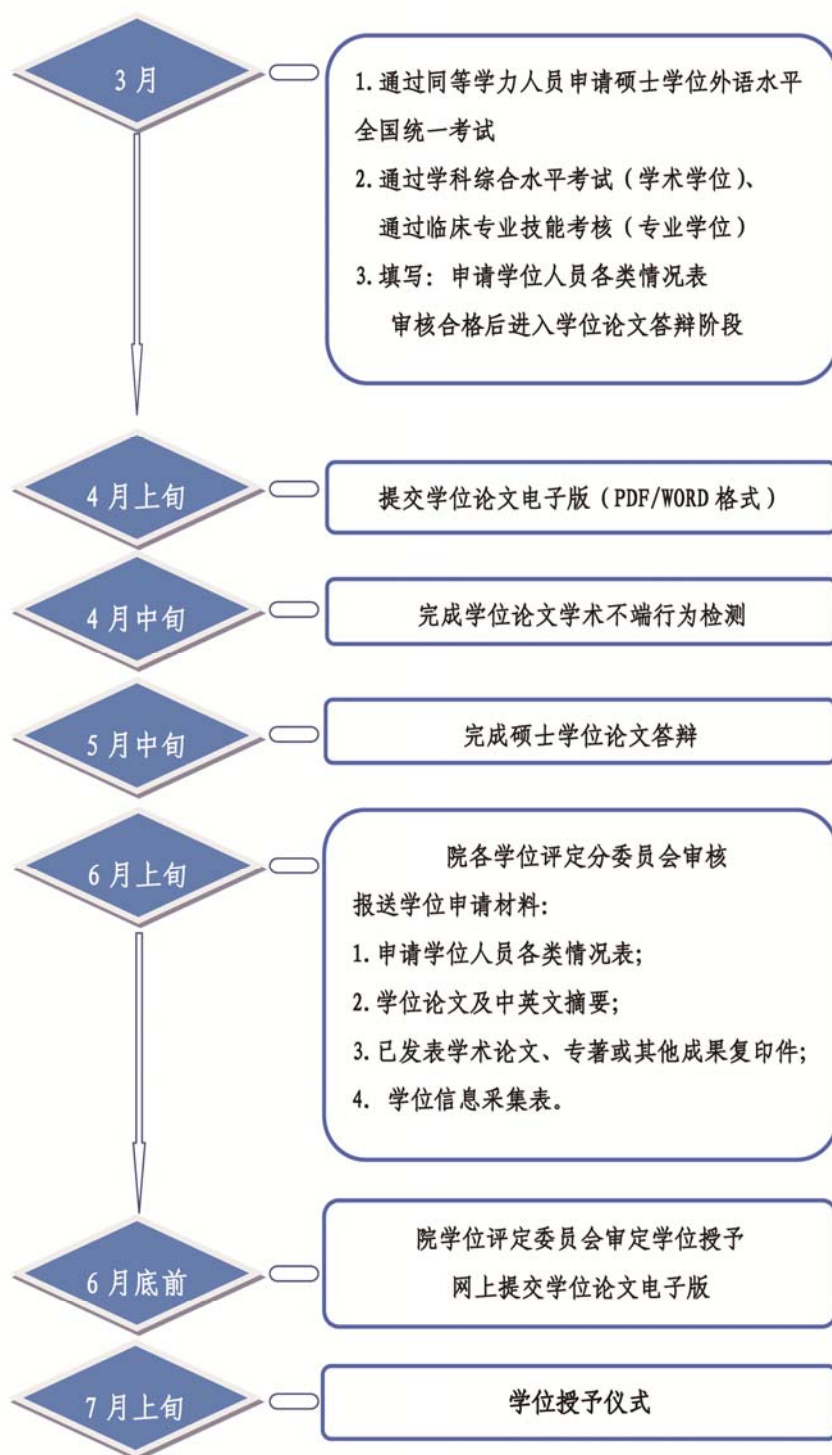 3月
1.通过同等学力人员申请硕士学位外语水平
全国统一考试
2.通过学科综合水平考试（学术学位）、
通过临床专业技能考核（专业学位）
3.填写：申请学位人员各类情况表
审核合格后进入学位论文答辩阶段
4月上旬
提交学位论文电子版（PDF/WORD 格式）
4月中旬
完成学位论文学术不端行为检测
5月中旬
完成硕士学位论文答辩
6月上旬
院各学位评定分委员会审核
报送学位申请材料：
1.申请学位人员各类情况表；
2.学位论文及中英文摘要；
3.已发表学术论文、专著或其他成果复印件；
4. 学位信息采集表。
6月底前
院学位评定委员会审定学位授予
网上提交学位论文电子版
7月上旬
学位授予仪式